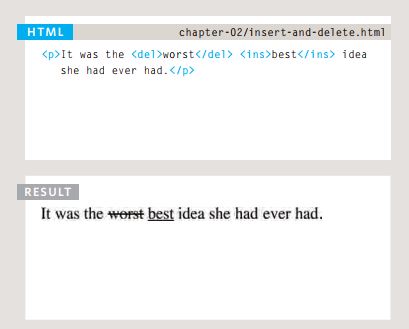 HTML chapter-02/insert-and-delete.html
<p>It was the <del>worst</del> <ins>best</ins> idea
she had ever had.</p>
RESULT
It was the worst best idea she had ever had.